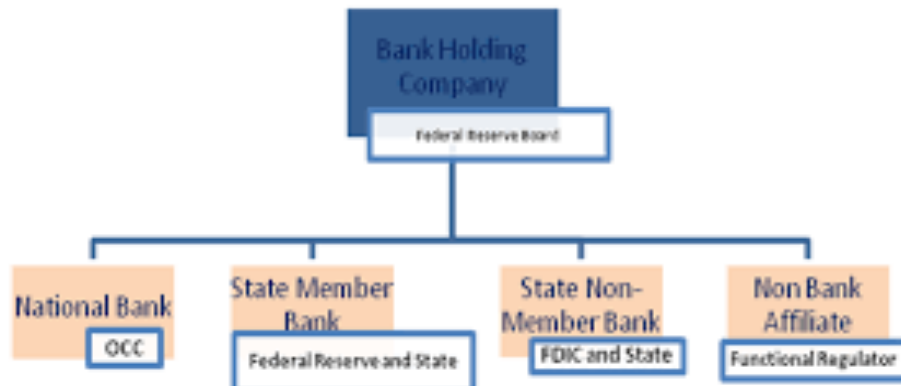 Bank Holding
Company
Federal Reserve Board
National Bank
OCC
State Member
Bank
Federal Reserve and State
State Non-
Member Bank
FDIC and State
Non Bank
Affiliate
Functional Regulator